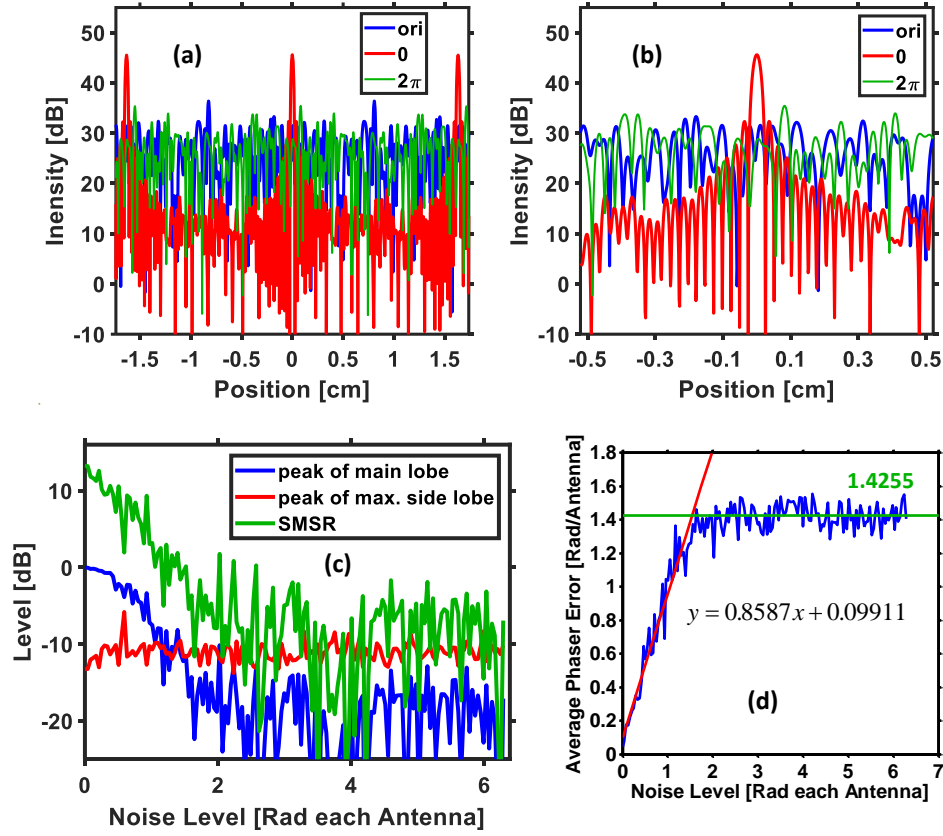 (a)
ori
0
2π
50
40
30
20
10
0
-10
Inensity [dB]
-1.5 -1 -0.5 0 0.5 1 1.5
Position [cm]
(b)
ori
0
2π
50
40
30
20
10
0
-10
Inensity [dB]
-0.5 -0.3 -0.1 0.1 0.3 0.5
Position [cm]
peak of main lobe
peak of max. side lobe
SMSR
(c)
10
0
-10
-20
Level [dB]
0 2 4 6
Noise Level [Rad each Antenna]
1.8
1.6
1.4
1.2
1
0.8
0.6
0.4
0.2
0
Average Phaser Error [Rad/Antenna]
1.4255
y = 0.8587x + 0.09911
(d)
0 1 2 3 4 5 6 7
Noise Level [Rad each Antenna]